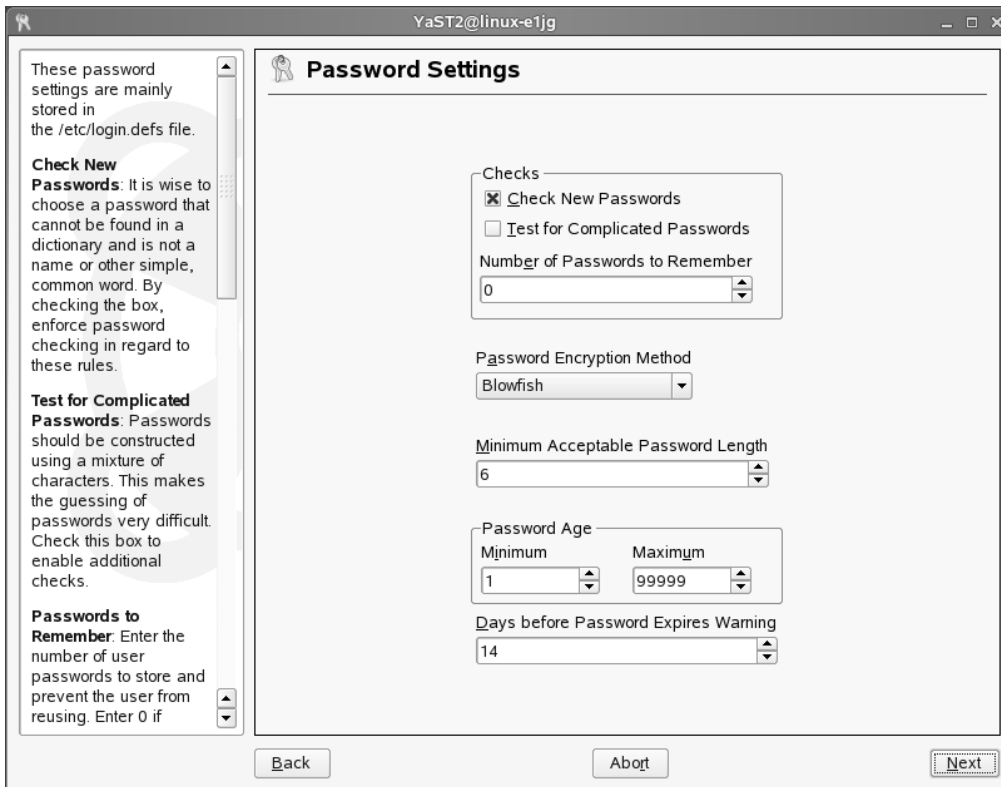 YaST2@linux-e1jg
These password
settings are mainly
stored in
the /etc/login.defs file.
Check New
Passwords: It is wise to
choose a password that
cannot be found in a
dictionary and is not a
name or other simple,
common word. By
checking the box,
enforce password
checking in regard to
these rules.
Test for Complicated
Passwords: Passwords
should be constructed
using a mixture of
characters. This makes
the guessing of
passwords very difficult.
Check this box to
enable additional
checks.
Passwords to
Remember: Enter the
number of user
passwords to store and
prevent the user from
reusing. Enter 0 if
Password Settings
Checks
Check New Passwords
Test for Complicated Passwords
Number of Passwords to Remember
0
Password Encryption Method
Blowfish
Minimum Acceptable Password Length
6
Password Age
Minimum Maximum
1 99999
Days before Password Expires Warning
14
Back Abort Next